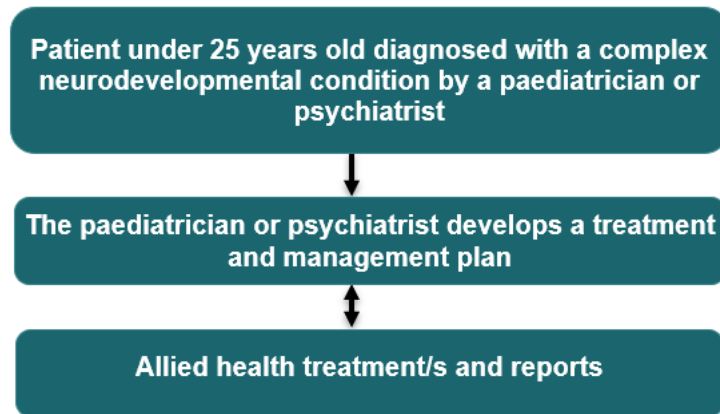 Patient under 25 years old diagnosed with a complex
neurodevelopmental condition by a paediatrician or
psychiatrist
The paediatrician or psychiatrist develops a treatment
and management plan
Allied health treatment/s and reports